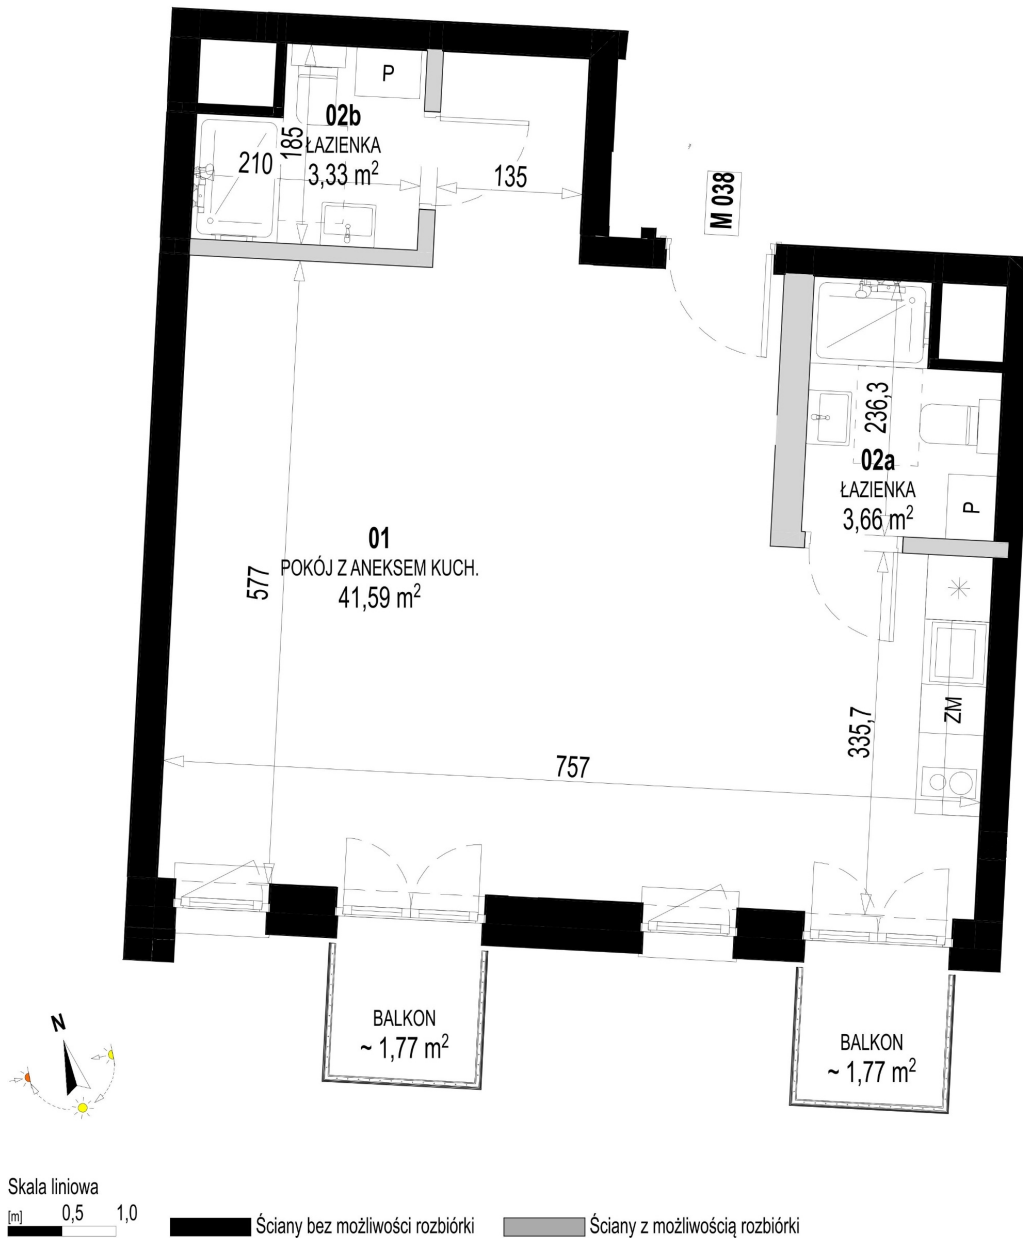 P
02b
ŁAZIENKA
3,33 m²
185
210
135
M 038
236,3
02a
ŁAZIENKA
3,66 m²
P
01
POKÓJ Z ANEKSEM KUCH.
41,59 m²
577
ZM
335,7
757
BALKON
~ 1,77 m²
BALKON
~ 1,77 m²
N
Skala liniowa
[m] 0,5 1,0
Ściany bez możliwości rozbiórki
Ściany z możliwością rozbiórki